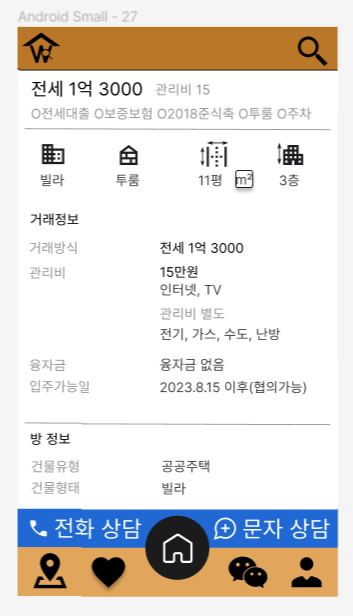 Android Small - 27
W
전세 1억 3000 관리비 15
O전세대출 O보증보험 O2018준식축 O투룸 O주차
빌라 투룸 11평 m² 3층
거래정보
거래방식 전세 1억 3000
관리비 15만원
인터넷, TV
관리비 별도
전기, 가스, 수도, 난방
융자금 융자금 없음
입주가능일 2023.8.15 이후(협의가능)
방 정보
건물유형 공공주택
건물형태 빌라
전화 상담 문자 상담